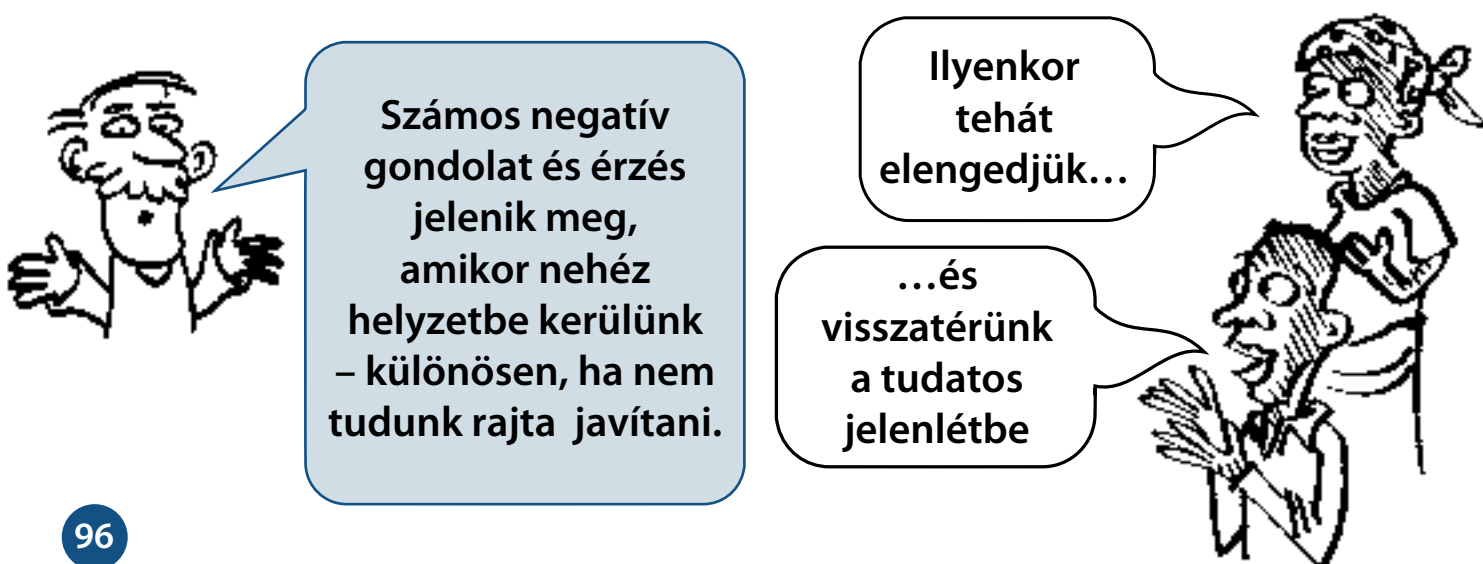 Számos negatív
gondolat és érzés
jelenik meg,
amikor nehéz
helyzetbe kerülünk
– különösen, ha nem
tudunk rajta javítani.
Ilyenkor
tehát
elengedjük…
…és
visszatérünk
a tudatos
jelenlétbe
96